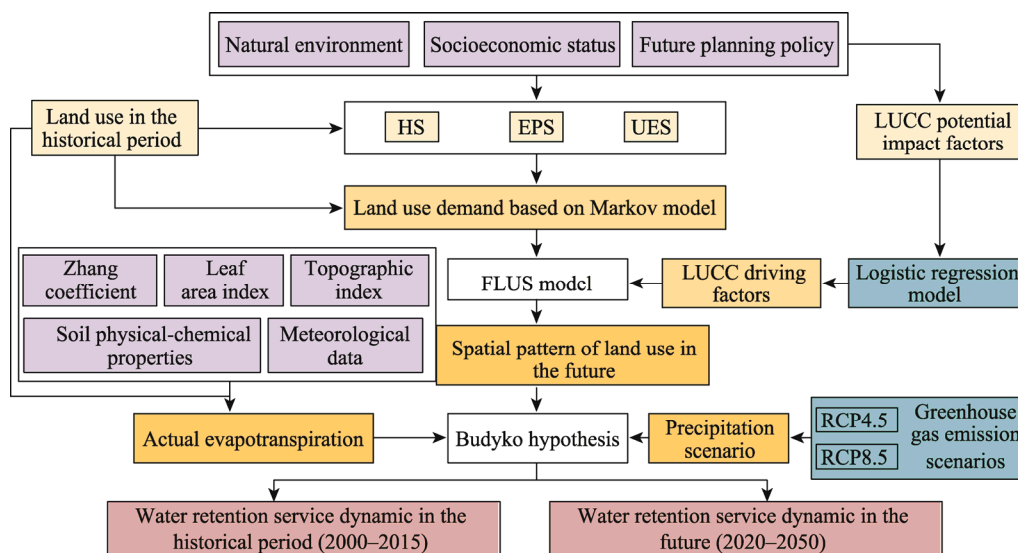 Natural environment
Socioeconomic status
Future planning policy
Land use in the
historical period
HS
EPS
UES
LUCC potential
impact factors
Land use demand based on Markov model
Zhang
coefficient
Leaf
area index
Topographic
index
FLUS modcl
LUCC driving
factors
Logistic regression
model
Soil physical-chemical
properties
Meteorological
data
Spatial pattern of land use in
the future
Actual evapotranspiration
Budyko hypothesis
Precipitation
scenario
RCP4.5
RCP8.5
Greenhouse
gas emission
scenarios
Water retention service dynamic in the
historical period (2000–2015)
Water retention service dynamic in the
future (2020–2050)